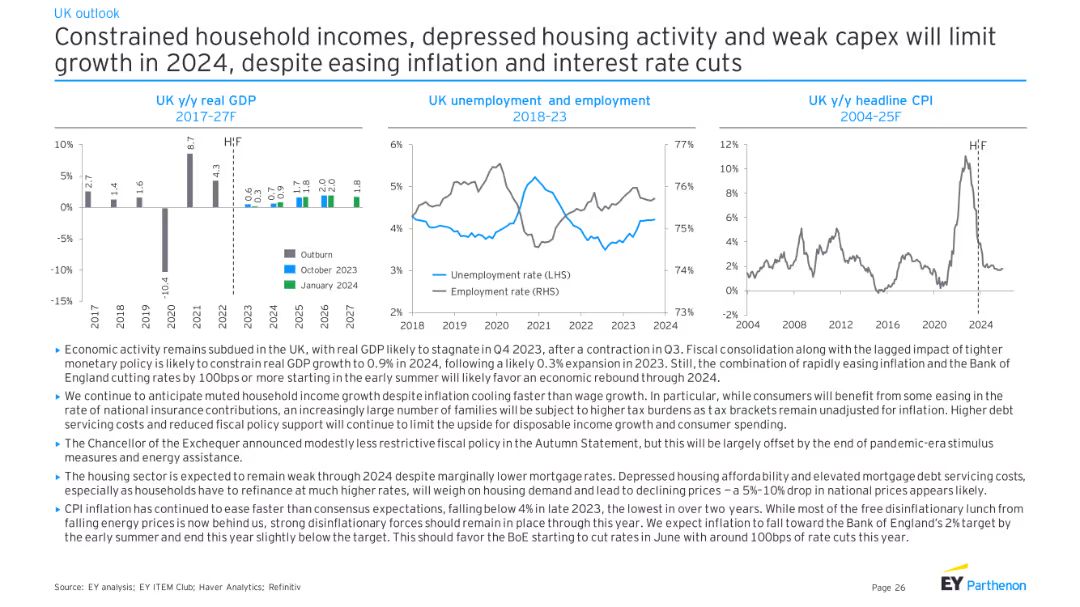 UK outlook
Constrained household incomes, depressed housing activity and weak capex will limit
growth in 2024, despite easing inflation and interest rate cuts
UK y/y real GDP
2017–27F
10%
5%
0%
-5%
-10%
-15%
H F
2.7
1.4
1.6
-10.4
8.7
4.3
0.6
0.3
0.7
0.9
1.7
1.8
2.0
2.0
1.8
Outburn
October 2023
January 2024
2017
2018
2019
2020
2021
2022
2023
2024
2025
2026
2027
UK unemployment and employment
2018–23
6%
5%
4%
3%
2%
77%
76%
75%
74%
73%
Unemployment rate (LHS)
Employment rate (RHS)
2018 2019 2020 2021 2022 2023 2024
UK y/y headline CPI
2004–25F
12%
10%
8%
6%
4%
2%
0%
-2%
H F
2004 2008 2012 2016 2020 2024
▸ Economic activity remains subdued in the UK, with real GDP likely to stagnate in Q4 2023, after a contraction in Q3. Fiscal consolidation along with the lagged impact of tighter
monetary policy is likely to constrain real GDP growth to 0.9% in 2024, following a likely 0.3% expansion in 2023. Still, the combination of rapidly easing inflation and the Bank of
England cutting rates by 100bps or more starting in the early summer will likely favor an economic rebound through 2024.
▸ We continue to anticipate muted household income growth despite inflation cooling faster than wage growth. In particular, while consumers will benefit from some easing in the
rate of national insurance contributions, an increasingly large number of families will be subject to higher tax burdens as tax brackets remain unadjusted for inflation. Higher debt
servicing costs and reduced fiscal policy support will continue to limit the upside for disposable income growth and consumer spending.
▸ The Chancellor of the Exchequer announced modestly less restrictive fiscal policy in the Autumn Statement, but this will be largely offset by the end of pandemic-era stimulus
measures and energy assistance.
▸ The housing sector is expected to remain weak through 2024 despite marginally lower mortgage rates. Depressed housing affordability and elevated mortgage debt servicing costs,
especially as households have to refinance at much higher rates, will weigh on housing demand and lead to declining prices — a 5%–10% drop in national prices appears likely.
▸ CPI inflation has continued to ease faster than consensus expectations, falling below 4% in late 2023, the lowest in over two years. While most of the free disinflationary lunch from
falling energy prices is now behind us, strong disinflationary forces should remain in place through this year. We expect inflation to fall toward the Bank of England's 2% target by
the early summer and end this year slightly below the target. This should favor the BoE starting to cut rates in June with around 100bps of rate cuts this year.
Source: EY analysis; EY ITEM Club; Haver Analytics; Refinitiv
Page 26
EY Parthenon